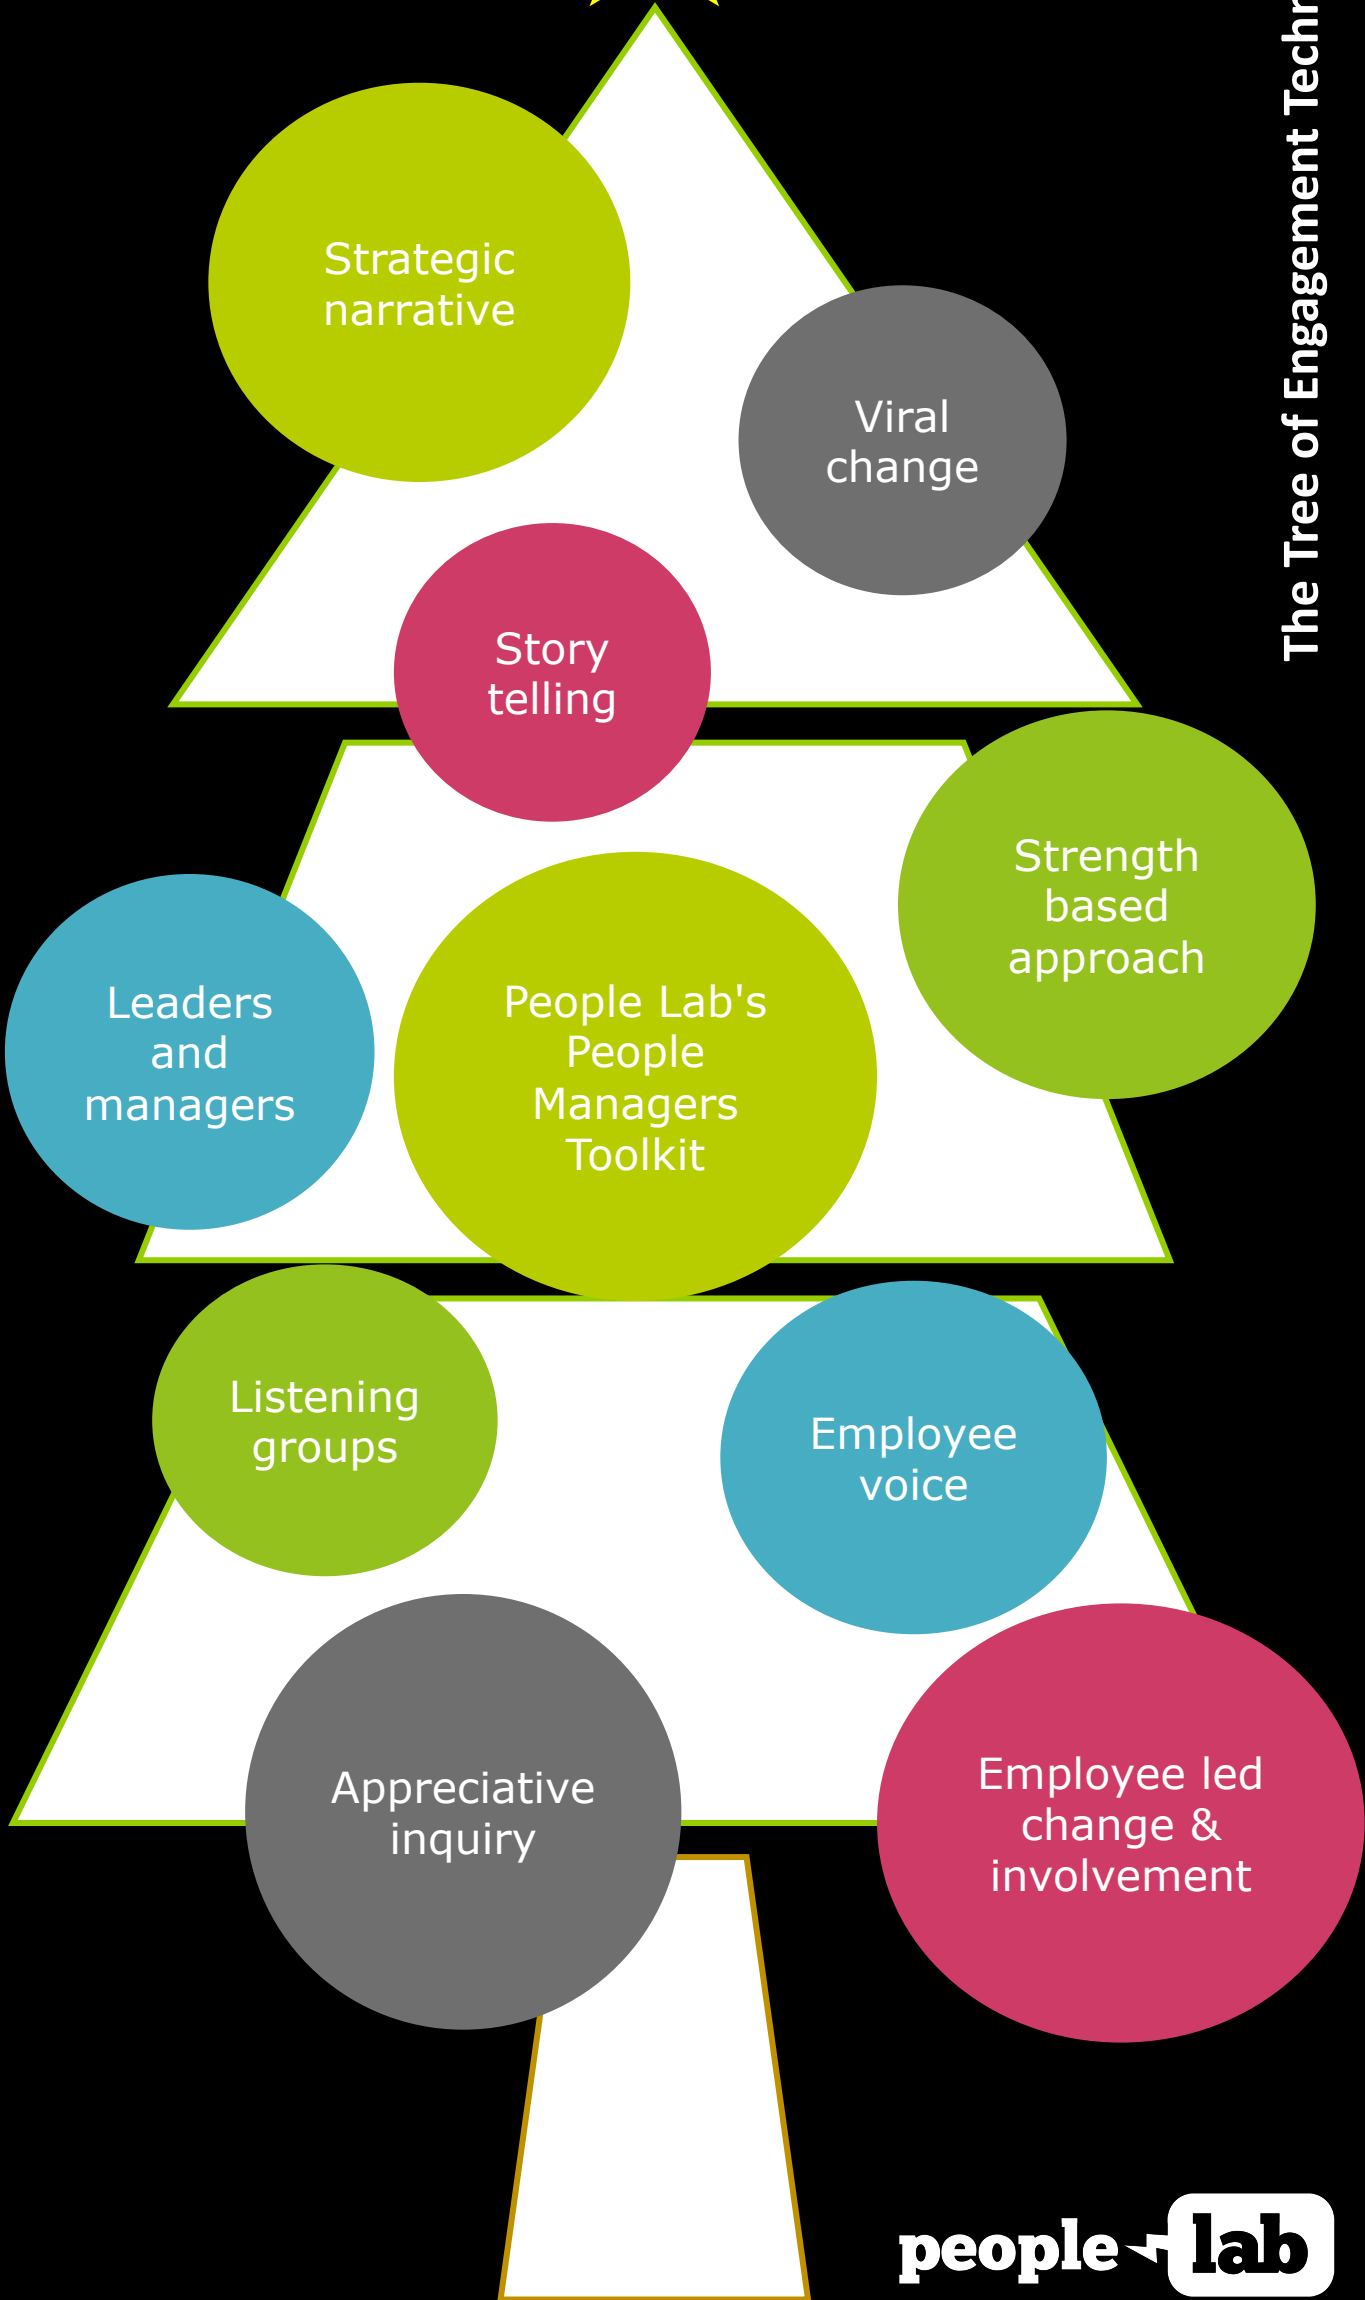 The Tree of Engagement
Strategic
narrative
Viral
change
Story
telling
Strength
based
approach
Leaders
and
managers
People Lab's
People
Managers
Toolkit
Listening
groups
Employee
voice
Appreciative
inquiry
Employee led
change &
involvement
people lab